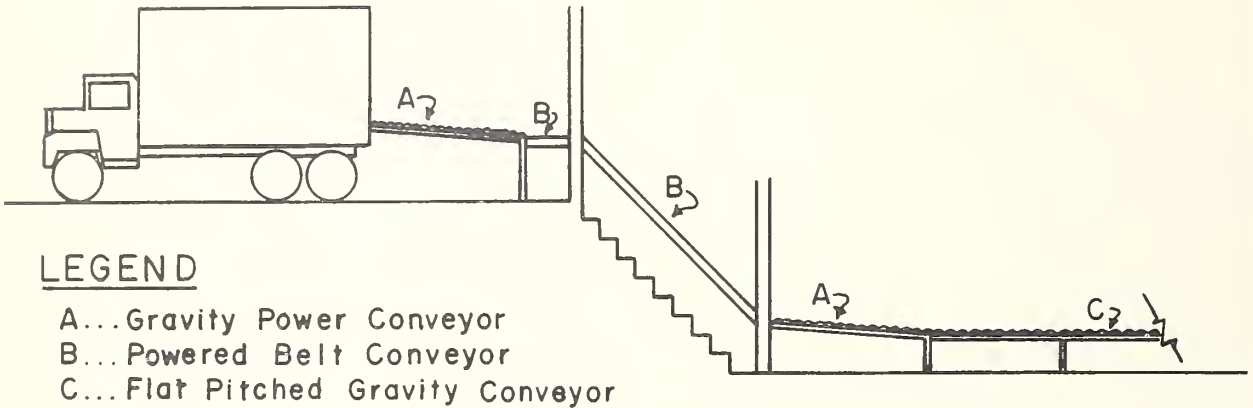 A
B
B
A
C
LEGEND
A...Gravity Power Conveyor
B...Powered Belt Conveyor
C...Flat Pitched Gravity Conveyor